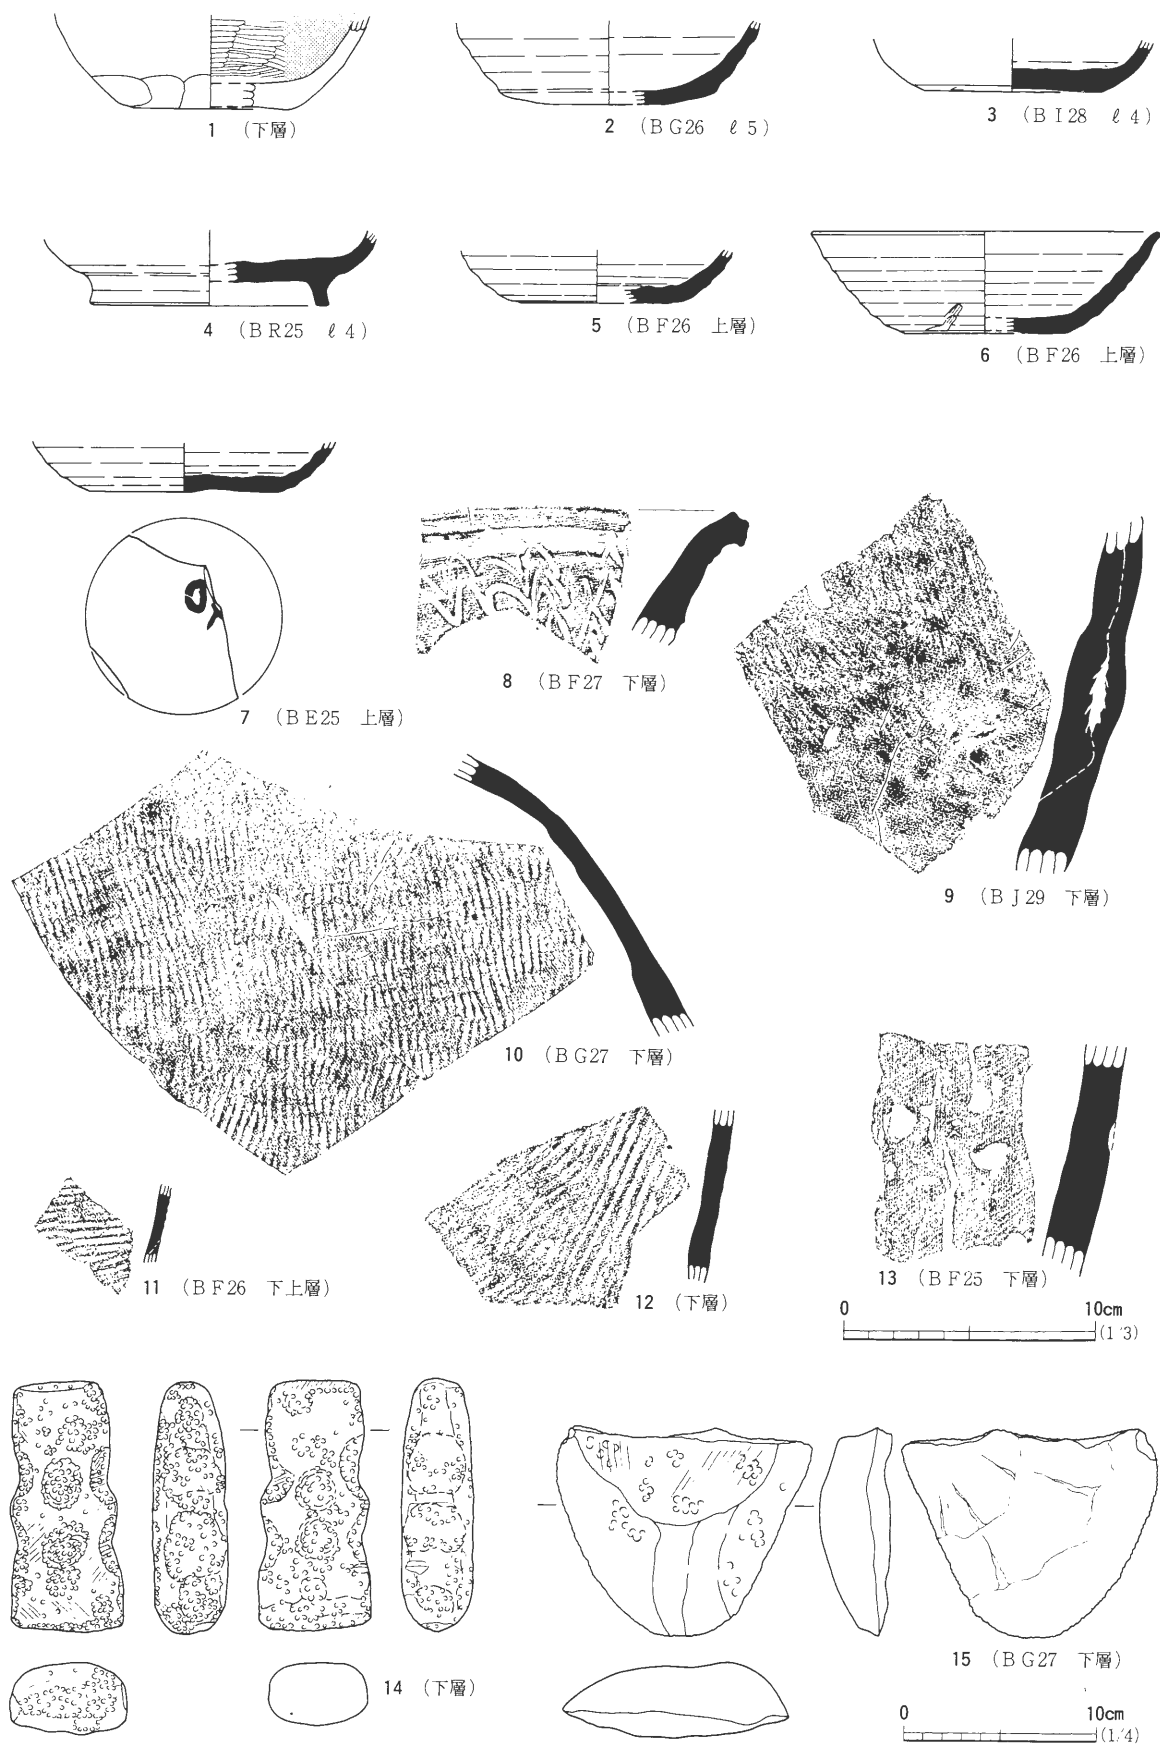 1 (下層)
2 (BG26 ℓ5)
3 (BI28 ℓ4)
4 (BR25 ℓ4)
5 (BF26 上層)
6 (BF26 上層)
7 (BE25 上層)
8 (BF27 下層)
9 (BJ29 下層)
10 (BG27 下層)
11 (BF26 下上層)
12 (下層)
13 (BF25 下層)
0 10cm
(1/3)
14 (下層)
15 (BG27 下層)
0 10cm
(1/4)